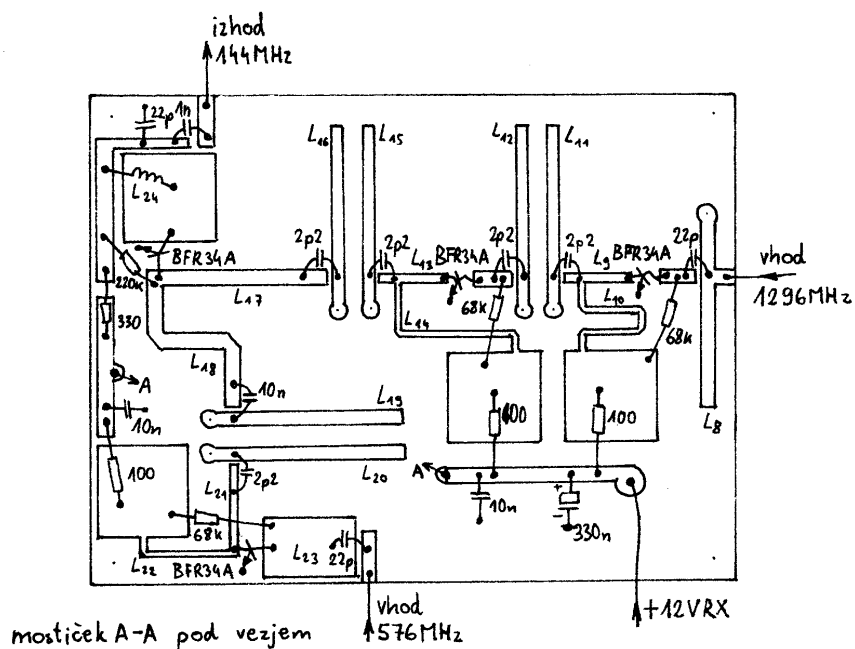 izhod
144MHz
22p
1n
L24
BFR34A
220k
330
A
10n
100
68k
L22
BFR34A
L21
2p2
L23
22p
L17
L18
10n
L19
L20
2p2
L16
L15
2p2
L13
BFR34A
2p2
L12
L11
L14
68k
2p2
L9
BFR34A
22p
L10
68k
vhod
1296MHz
L8
100
100
A
10n
+
−
330n
vhod
576MHz
+12VRX
mostiček A-A pod vezjem